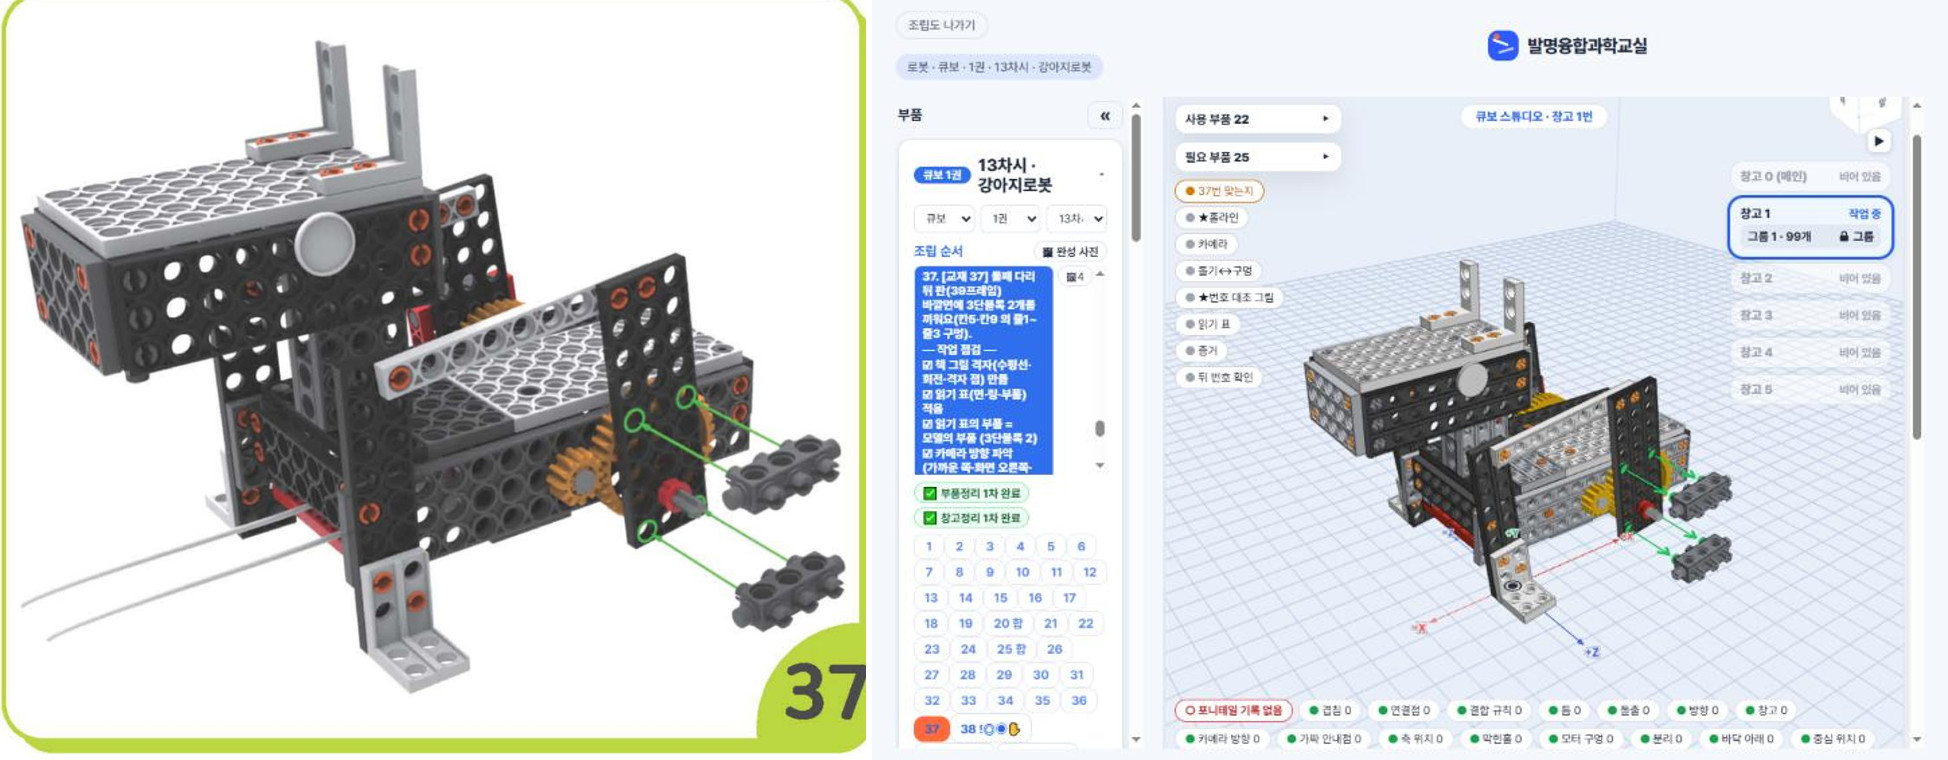 37
조립도 나가기
로봇 · 큐보 · 1권 · 13차시 · 강아지로봇
발명융합과학교실
부품
«
큐보 1권
13차시 ·
강아지로봇
큐보
1권
13차
조립 순서
완성 사진
37. [교재 37] 둘째 다리
뒤 판(39프레임)
바깥면에 3단블록 2개를
끼워요(칸5·칸9 의 줄1~
줄3 구멍).
— 작업 점검 —
☑ 책 그림 격자(수평선·
회전·격자 점) 만듦
☑ 읽기 표(면·링·부품)
적음
☑ 읽기 표의 부품 =
모델의 부품 (3단블록 2)
☑ 카메라 방향 파악
(가까운 쪽·화면 오른쪽·
4
✅ 부품정리 1차 완료
✅ 창고정리 1차 완료
1 2 3 4 5 6
7 8 9 10 11 12
13 14 15 16 17
18 19 20 합 21 22
23 24 25 합 26
27 28 29 30 31
32 33 34 35 36
37 38 !◎◉✋
사용 부품 22
필요 부품 25
37번 맞는지
★홀라인
카메라
돌기↔구멍
★번호 대조 그림
읽기 표
증거
뒤 번호 확인
큐보 스튜디오 · 창고 1번
창고 0 (메인) 비어 있음
창고 1 작업 중
그룹 1 · 99개 그룹
창고 2 비어 있음
창고 3 비어 있음
창고 4 비어 있음
창고 5 비어 있음
+Y
-X
+Z
포니테일 기록 없음 겹침 0 연결점 0 결합 규칙 0 틈 0 돌출 0 방향 0 창고 0
카메라 방향 0 가짜 안내점 0 축 위치 0 막힌홀 0 모터 구멍 0 분리 0 바닥 아래 0 중심 위치 0